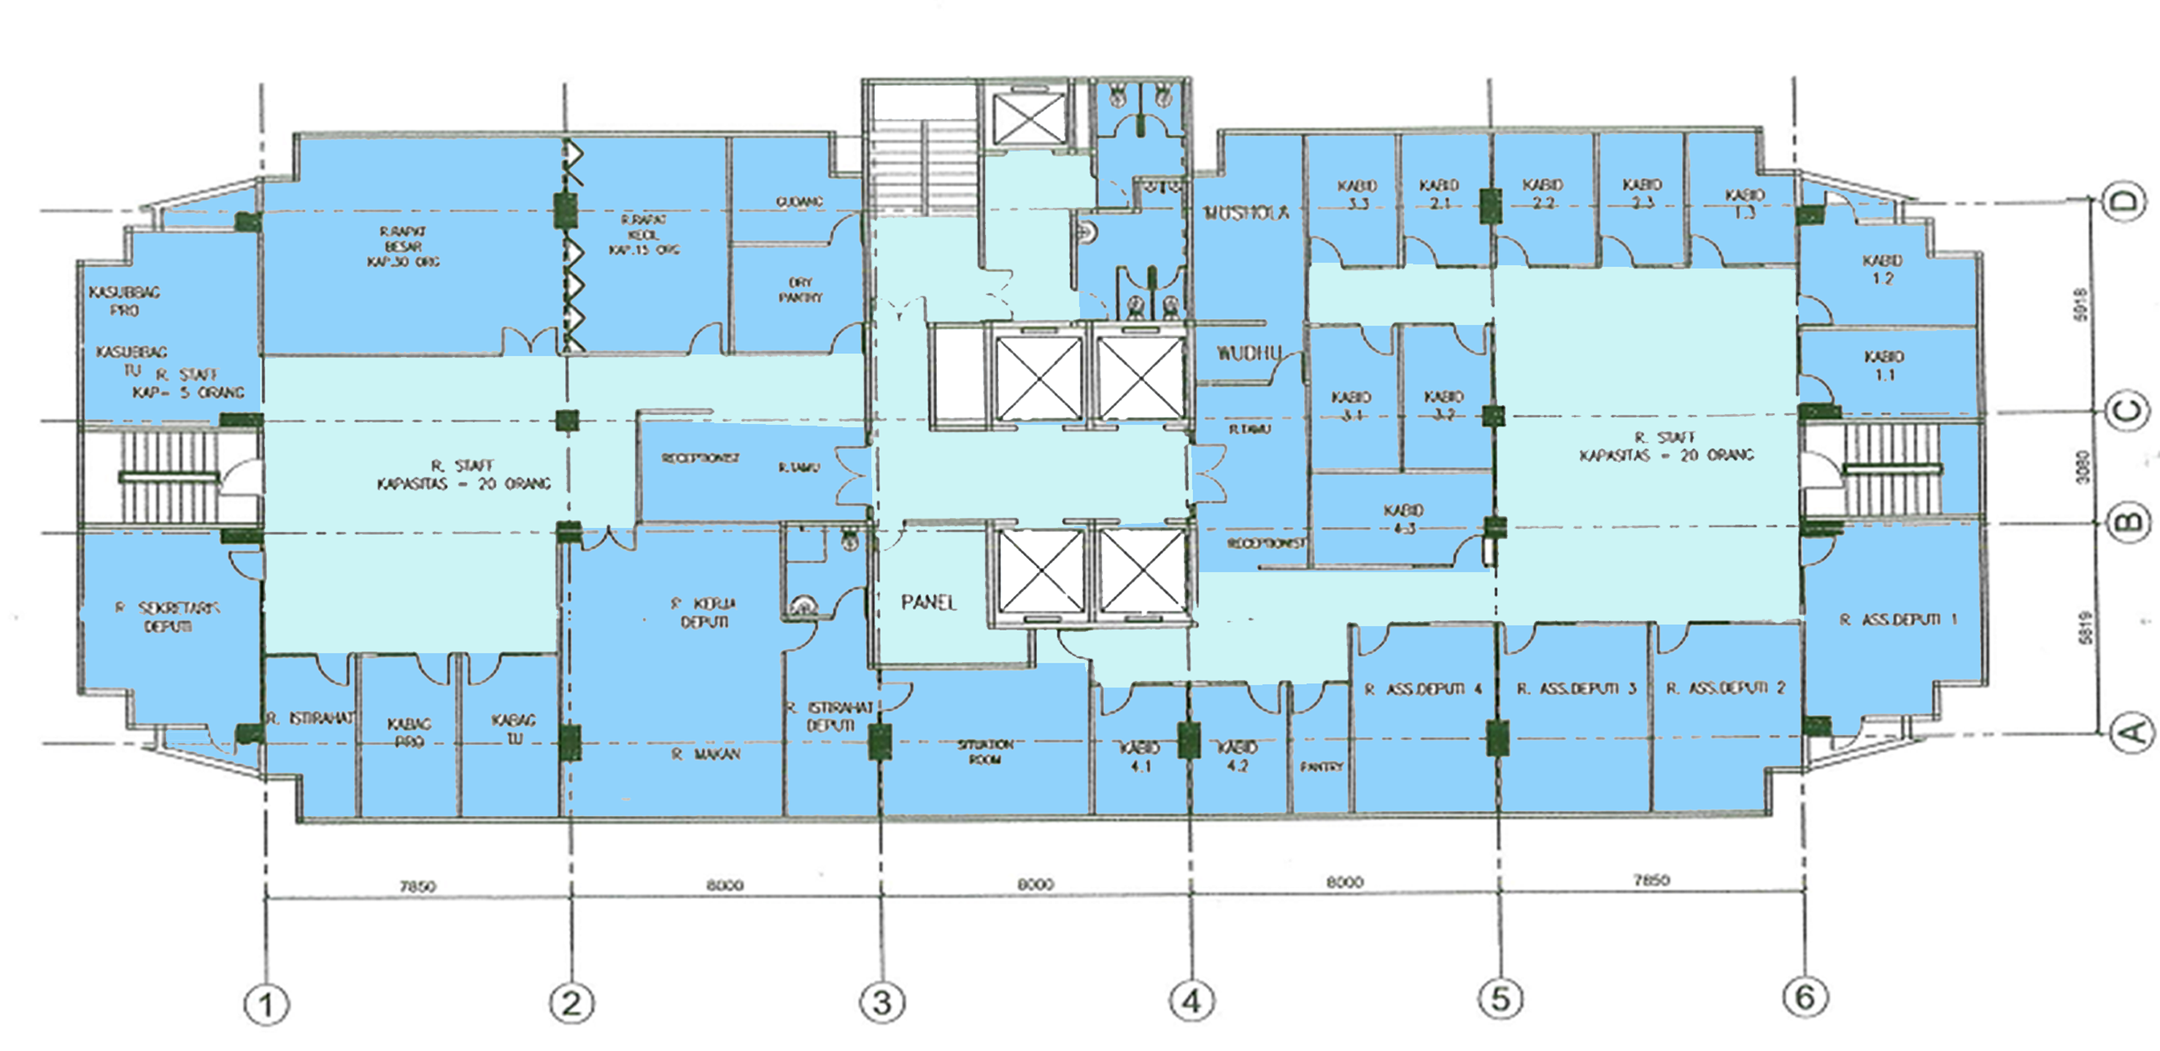 GUDANG
R.RAPAT
BESAR
KAP.30 ORG
R.RAPAT
KECIL
KAP.15 ORG
DRY
PANTRY
KASUBBAG
PRO
KASUBBAG
TU
R. STAFF
KAP= 5 ORANG
R. STAFF
KAPASITAS = 20 ORANG
RECEPTIONIST
R.TAMU
R. SEKRETARIS
DEPUTI
R. KERJA
DEPUTI
R. ISTIRAHAT
KABAG
PRO
KABAG
TU
R. MAKAN
R. ISTIRAHAT
DEPUTI
PANEL
SITUATION
ROOM
MUSHOLA
WUDHU
R.TAMU
RECEPTIONIST
KABID
3.3
KABID
2.1
KABID
2.2
KABID
2.3
KABID
1.3
KABID
1.2
KABID
1.1
KABID
3.1
KABID
3.2
KABID
4.3
R. STAFF
KAPASITAS = 20 ORANG
R. ASS.DEPUTI 1
R. ASS.DEPUTI 4
R. ASS.DEPUTI 3
R. ASS.DEPUTI 2
KABID
4.1
KABID
4.2
PANTRY
D
5918
C
3080
B
5819
A
7850
8000
8000
8000
7850
1
2
3
4
5
6